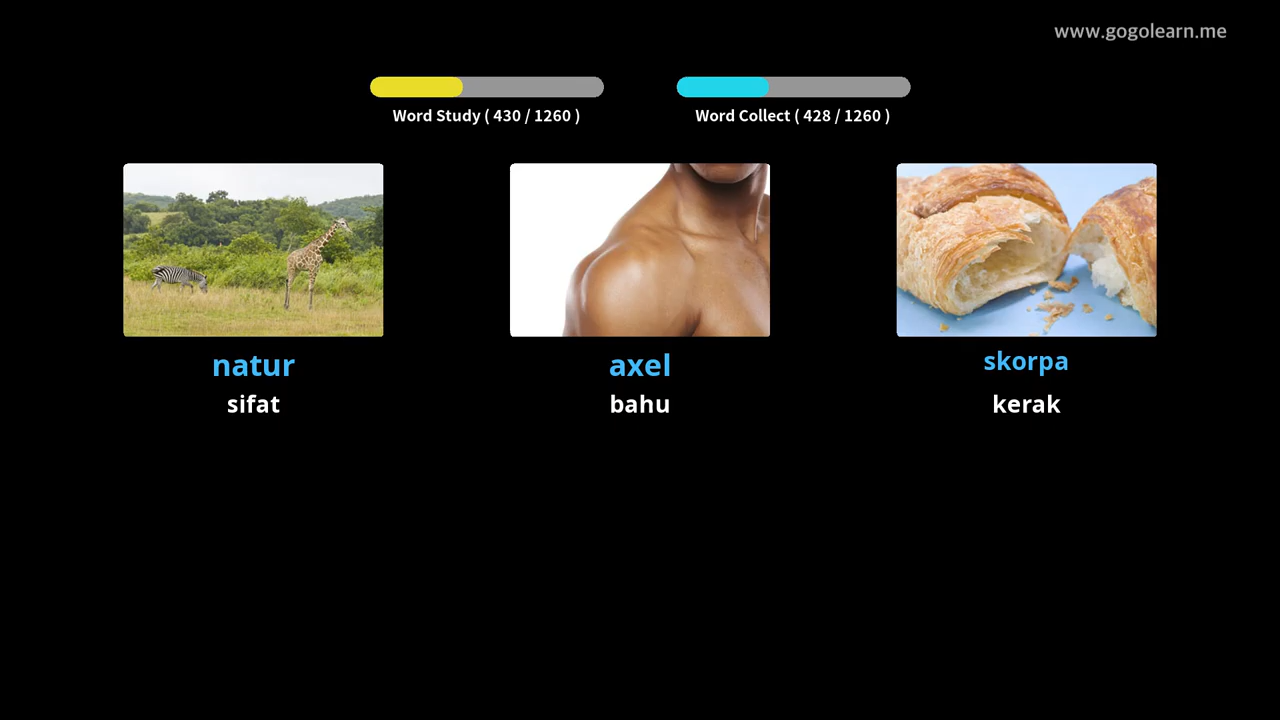 www.gogolearn.me
Word Study ( 430 / 1260 )
Word Collect ( 428 / 1260 )
natur
axel
skorpa
sifat
bahu
kerak